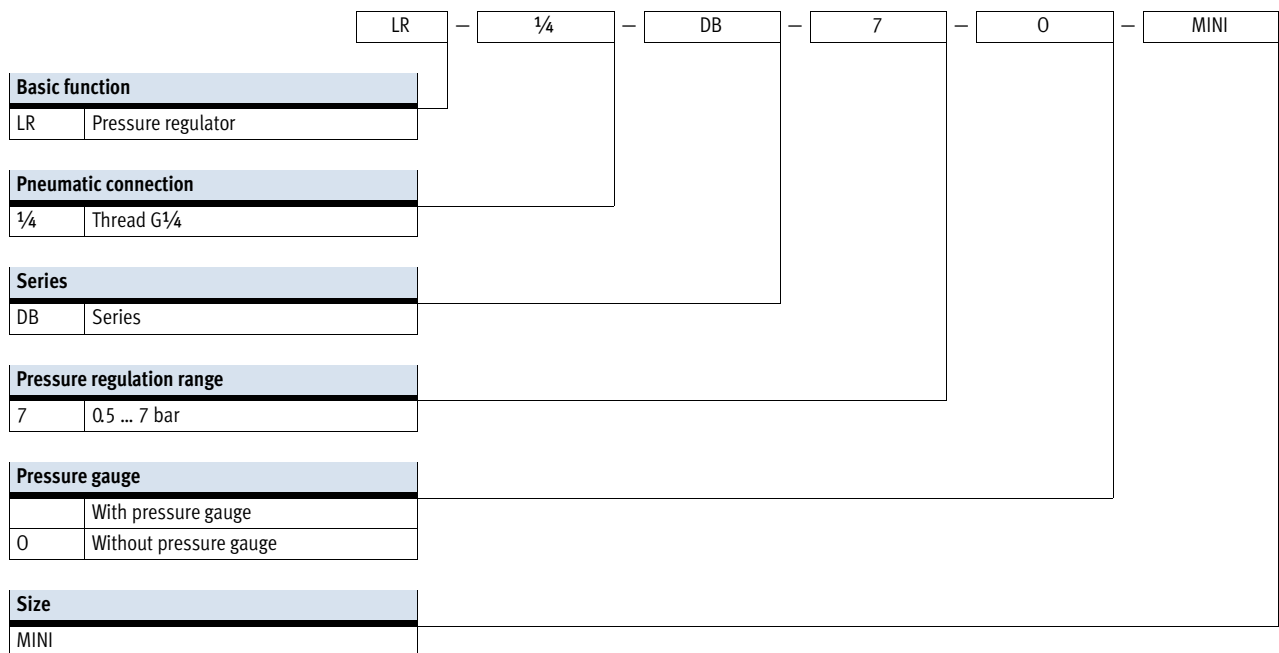 LR – ¼ – DB – 7 – O – MINI
Basic function
LR Pressure regulator
Pneumatic connection
¼ Thread G¼
Series
DB Series
Pressure regulation range
7 0.5 ... 7 bar
Pressure gauge
With pressure gauge
O Without pressure gauge
Size
MINI